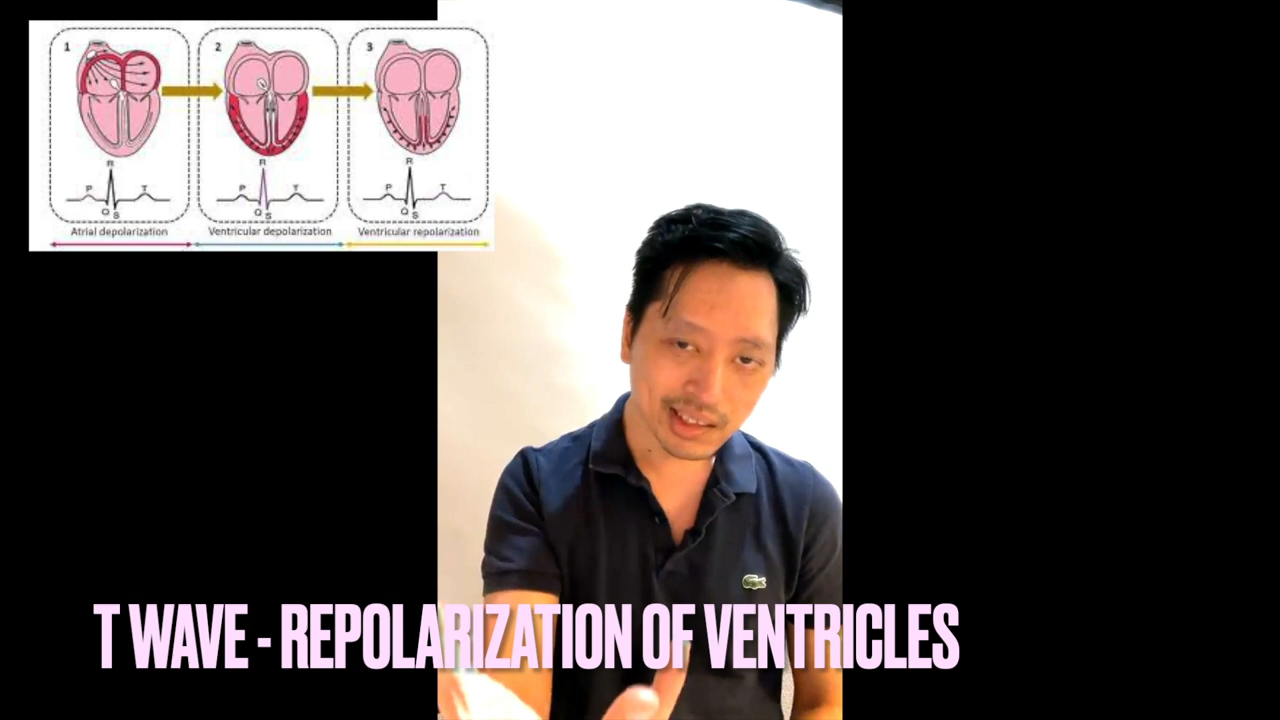 1 2 3
R R R
P T P T P T
Q S Q S Q S
Atrial depolarization Ventricular depolarization Ventricular repolarization
T WAVE - REPOLARIZATION OF VENTRICLES